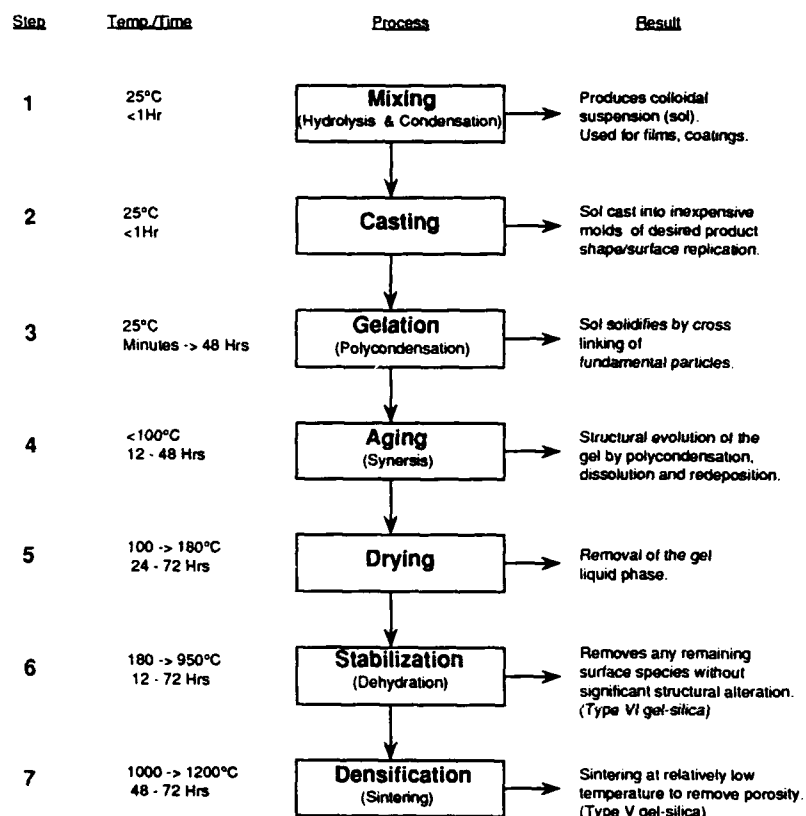 Step Temp./Time Process Result
1
25°C
<1Hr
Mixing
(Hydrolysis & Condensation)
Produces colloidal
suspension (sol).
Used for films, coatings.
2
25°C
<1Hr
Casting
Sol cast into inexpensive
molds of desired product
shape/surface replication.
3
25°C
Minutes -> 48 Hrs
Gelation
(Polycondensation)
Sol solidifies by cross
linking of
fundamental particles.
4
<100°C
12 - 48 Hrs
Aging
(Synersis)
Structural evolution of the
gel by polycondensation,
dissolution and redeposition.
5
100 -> 180°C
24 - 72 Hrs
Drying
Removal of the gel
liquid phase.
6
180 -> 950°C
12 - 72 Hrs
Stabilization
(Dehydration)
Removes any remaining
surface species without
significant structural alteration.
(Type VI gel-silica)
7
1000 -> 1200°C
48 - 72 Hrs
Densification
(Sintering)
Sintering at relatively low
temperature to remove porosity.
(Type V gel-silica)